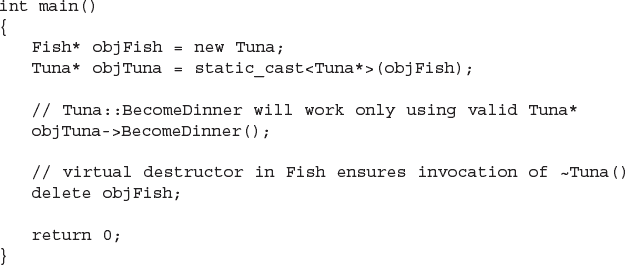 int main()
{
   Fish* objFish = new Tuna;
   Tuna* objTuna = static_cast<Tuna*>(objFish);

   // Tuna::BecomeDinner will work only using valid Tuna*
   objTuna->BecomeDinner();

   // virtual destructor in Fish ensures invocation of ~Tuna()
   delete objFish;

   return 0;
}